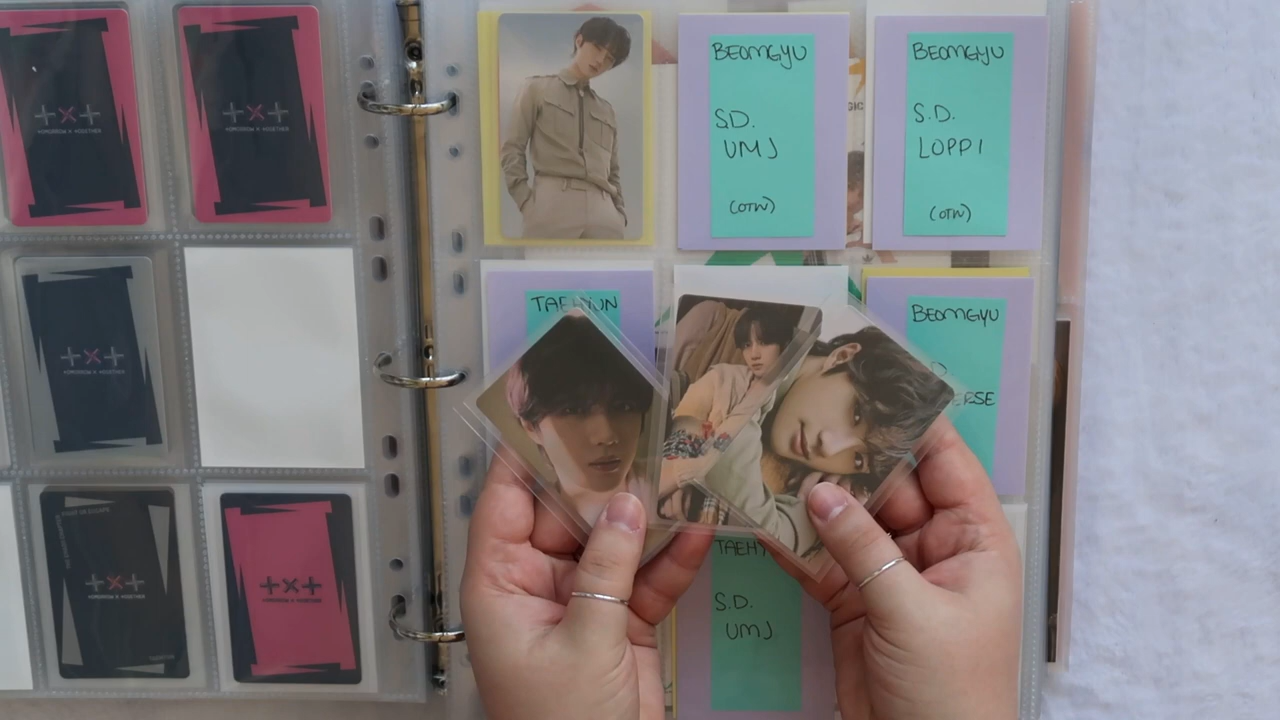 +×+
TOMORROW X TOGETHER
+×+
TOMORROW X TOGETHER
+×+
TOMORROW X TOGETHER
+×+
TOMORROW X TOGETHER
+×+
TOMORROW X TOGETHER
BEOMGYU
S.D.
UMJ
(OTW)
BEOMGYU
S.D.
LOPPI
(OTW)
TAEHYUN
BEOMGYU
D.
ERSE
TAEHY
S.D.
UMJ